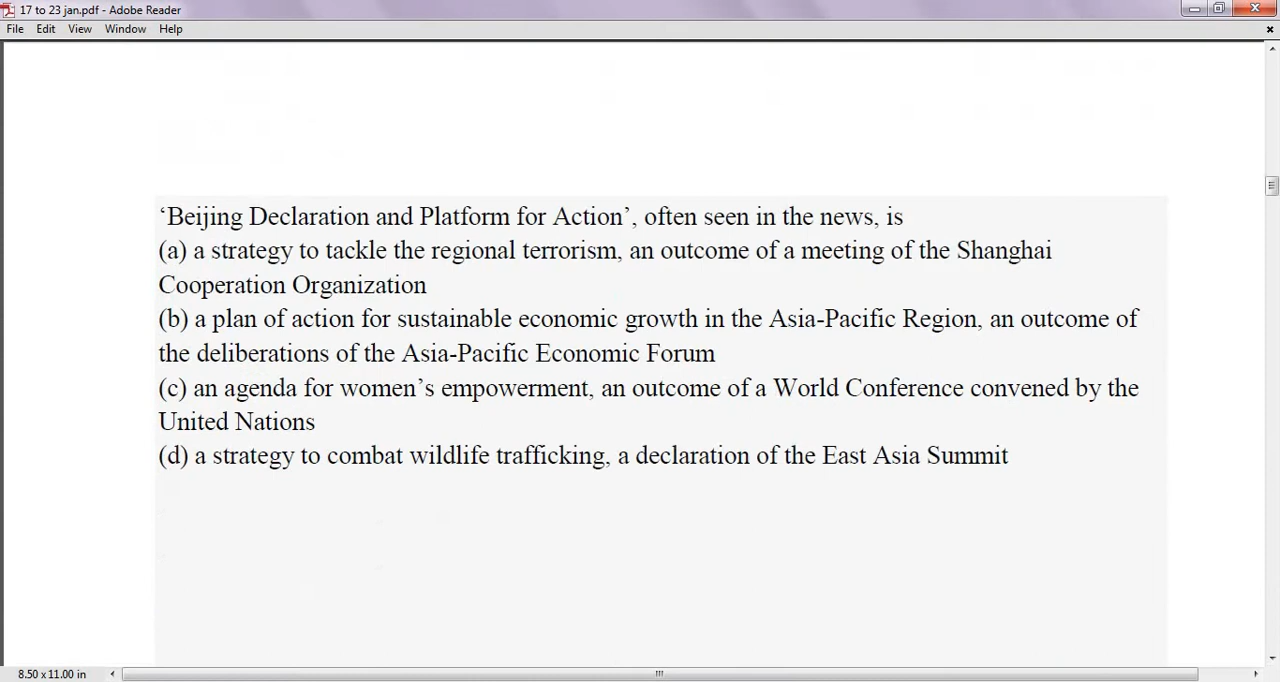 17 to 23 jan.pdf - Adobe Reader
File Edit View Window Help
‘Beijing Declaration and Platform for Action’, often seen in the news, is
(a) a strategy to tackle the regional terrorism, an outcome of a meeting of the Shanghai
Cooperation Organization
(b) a plan of action for sustainable economic growth in the Asia-Pacific Region, an outcome of
the deliberations of the Asia-Pacific Economic Forum
(c) an agenda for women’s empowerment, an outcome of a World Conference convened by the
United Nations
(d) a strategy to combat wildlife trafficking, a declaration of the East Asia Summit
8.50 x 11.00 in